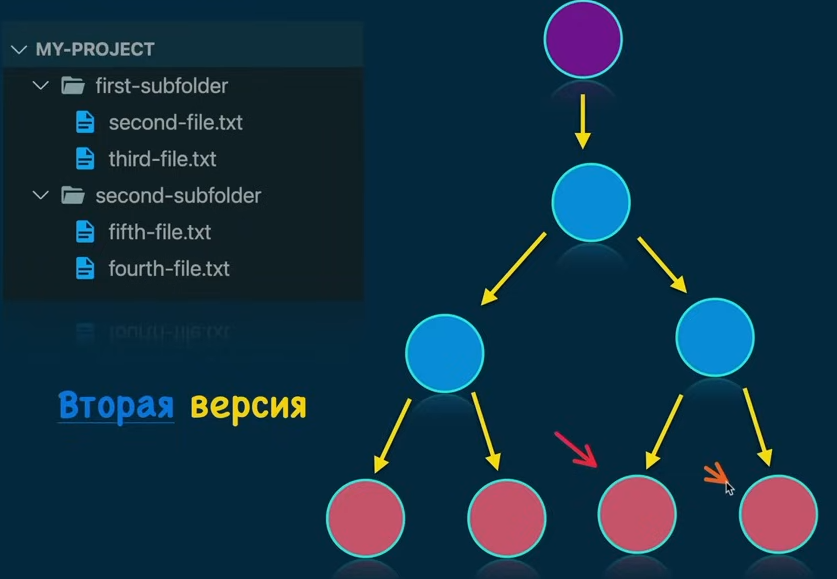 MY-PROJECT
first-subfolder
second-file.txt
third-file.txt
second-subfolder
fifth-file.txt
fourth-file.txt
Вторая версия